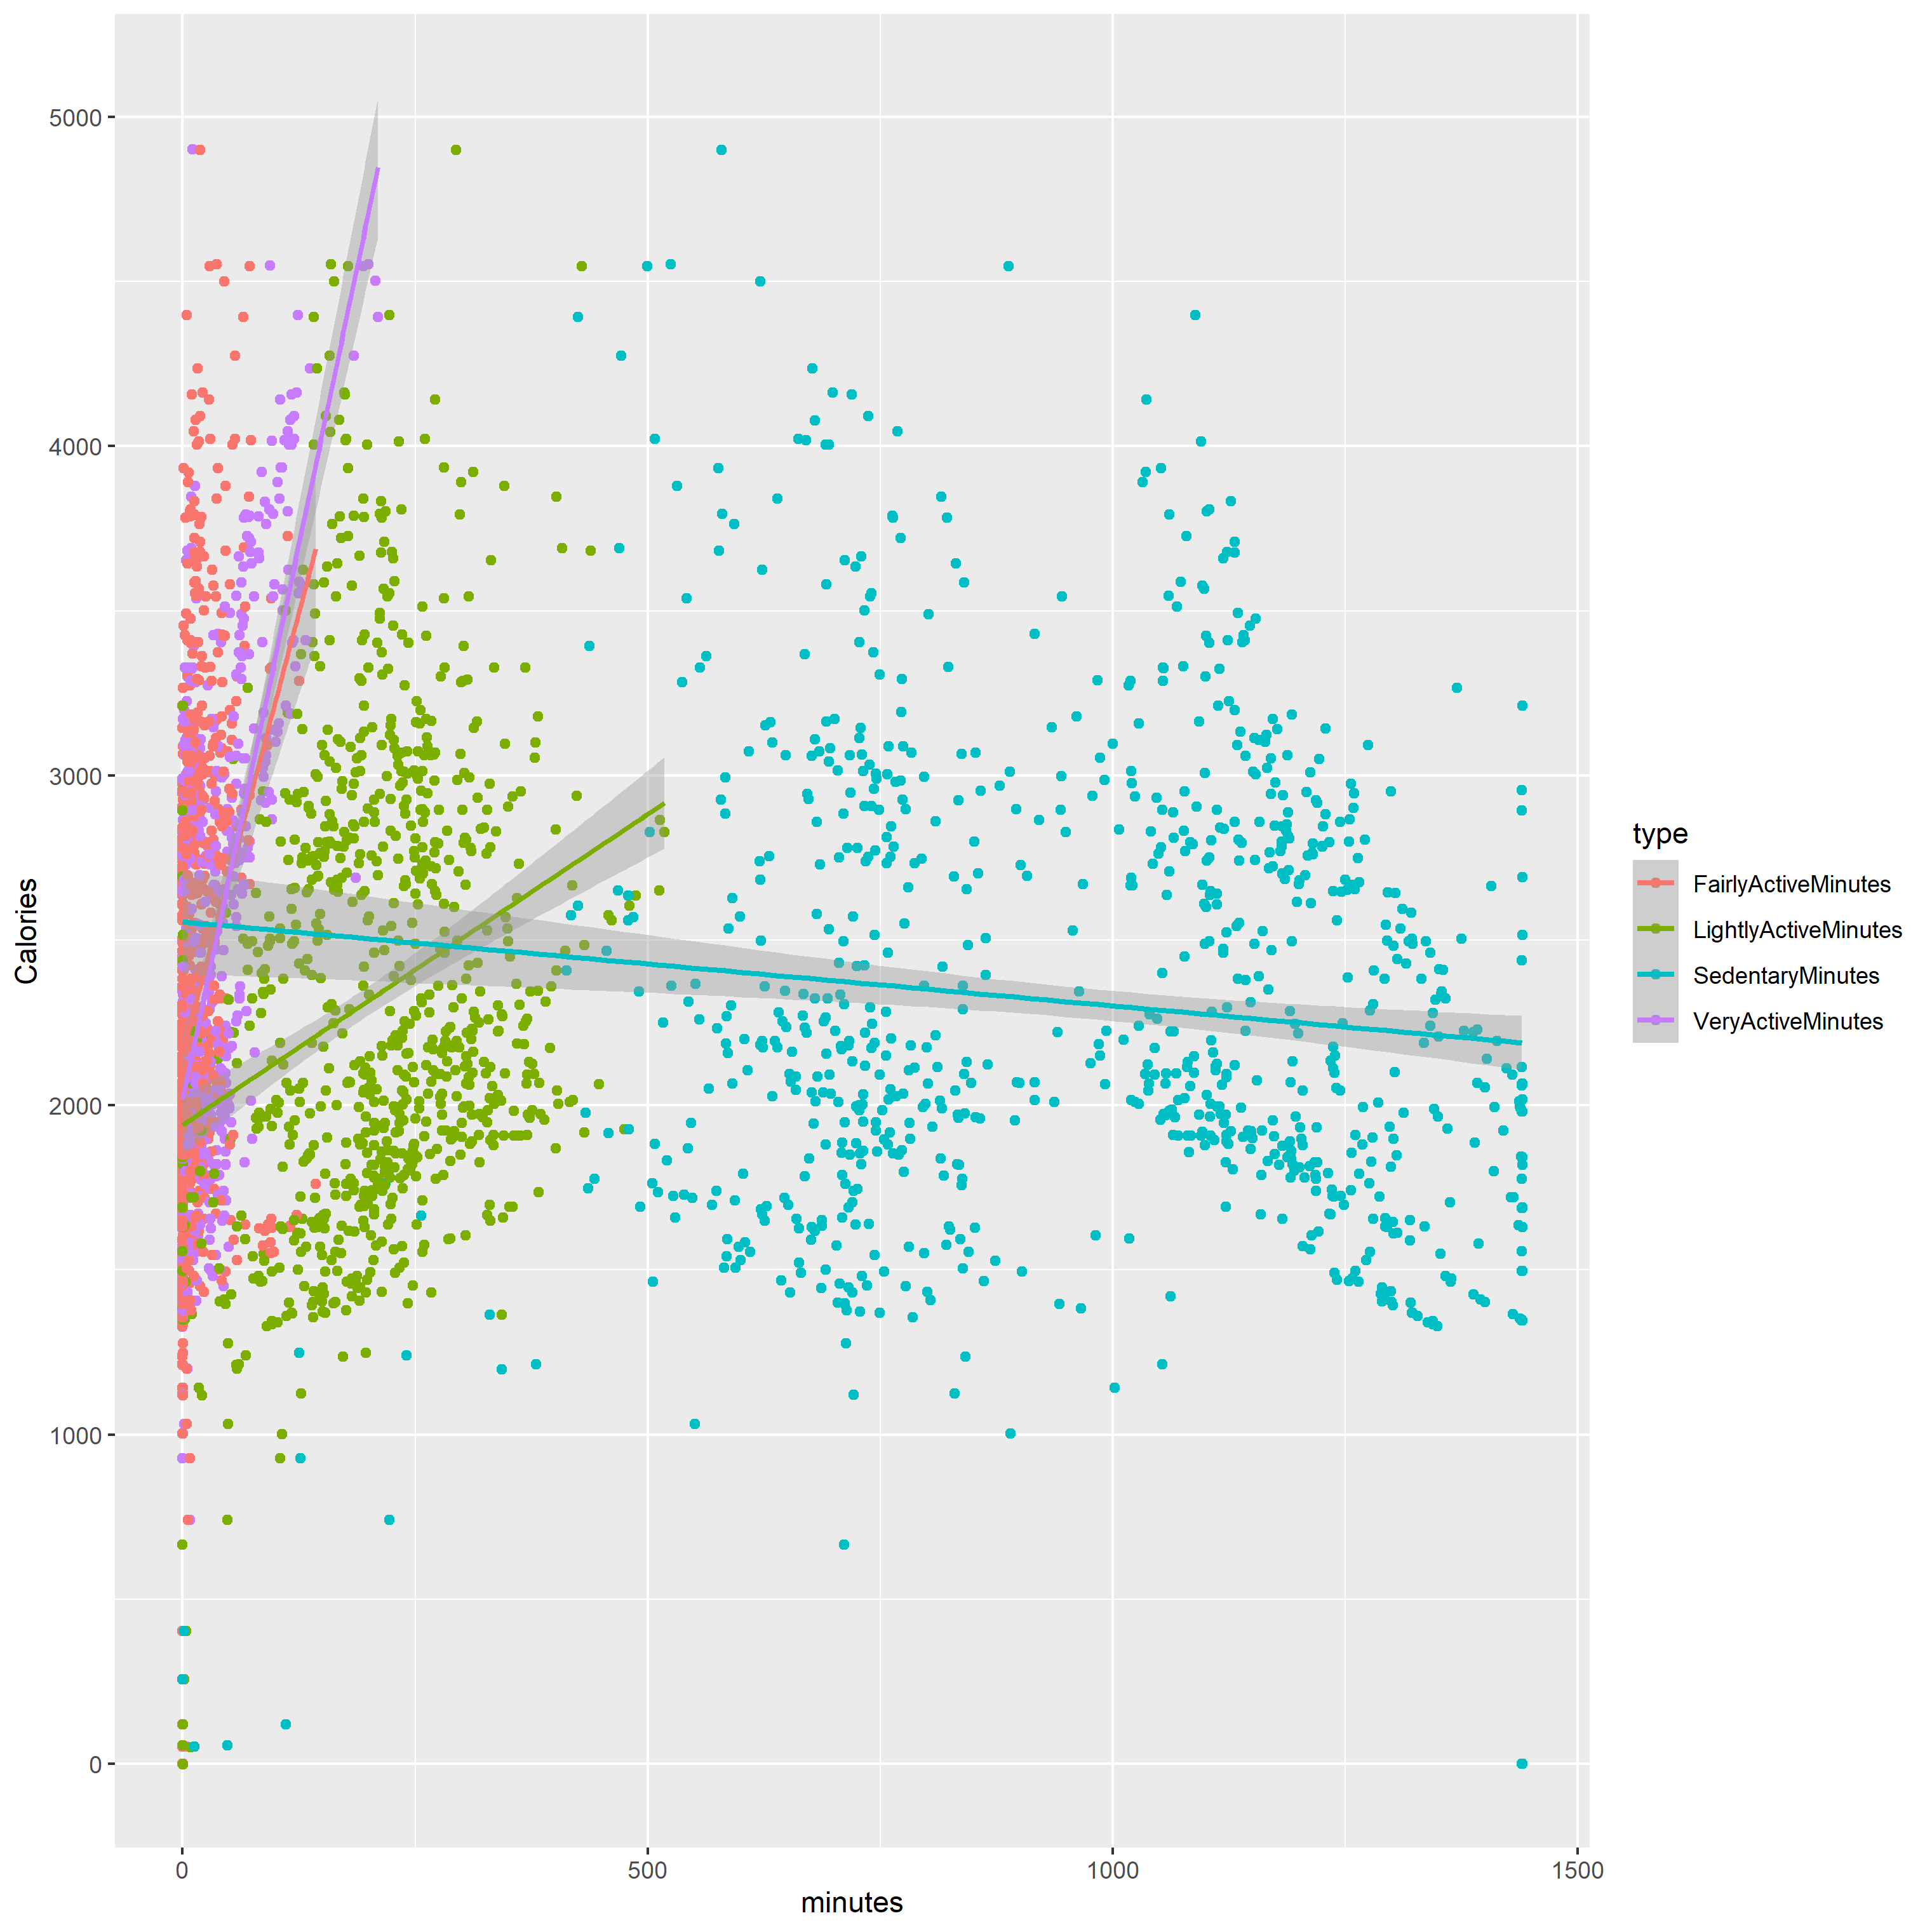 5000
4000
3000
2000
1000
0
Calories
0 500 1000 1500
minutes
type
FairlyActiveMinutes
LightlyActiveMinutes
SedentaryMinutes
VeryActiveMinutes